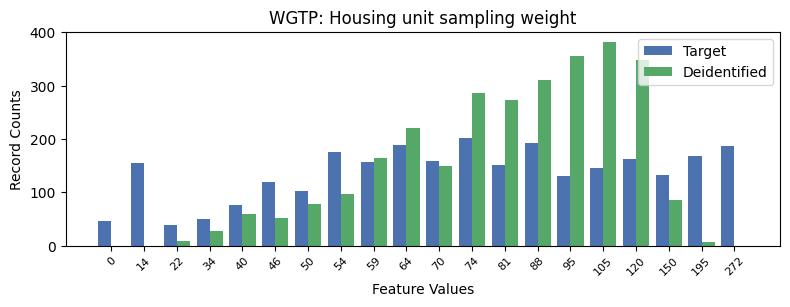 WGTP: Housing unit sampling weight
Record Counts
400
300
200
100
0
Target
Deidentified
0 14 22 34 40 46 50 54 59 64 70 74 81 88 95 105 120 150 195 272
Feature Values